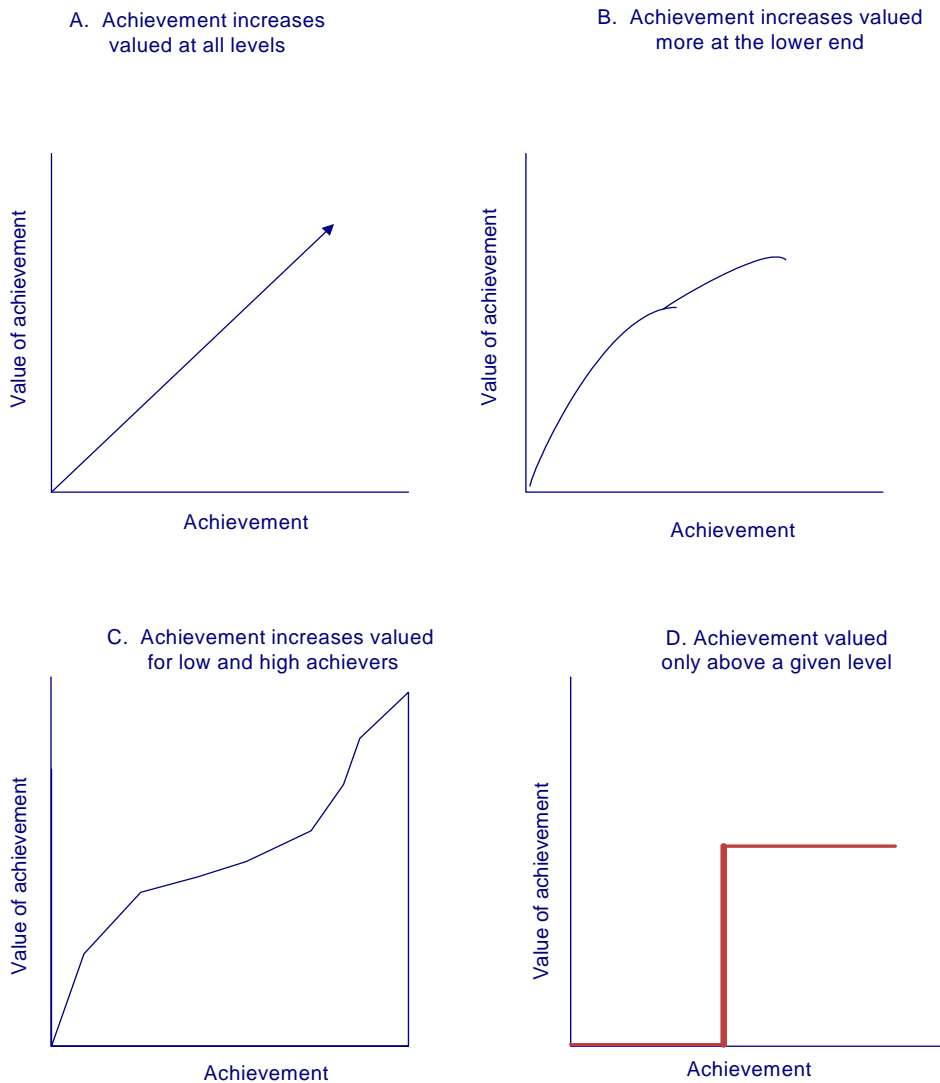 A. Achievement increases
valued at all levels
Value of achievement
Achievement
B. Achievement increases valued
more at the lower end
Value of achievement
Achievement
C. Achievement increases valued
for low and high achievers
Value of achievement
Achievement
D. Achievement valued
only above a given level
Value of achievement
Achievement